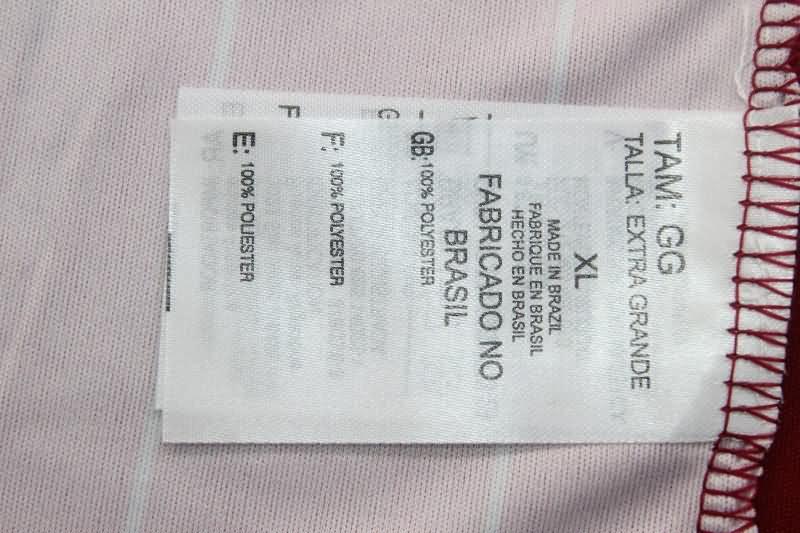 TAM: GG
TALLA: EXTRA GRANDE
XL
MADE IN BRAZIL
FABRIQUE EN BRASIL
HECHO EN BRASIL
FABRICADO NO
BRASIL
GB: 100% POLYESTER
F: 100% POLYESTER
E: 100% POLIESTER